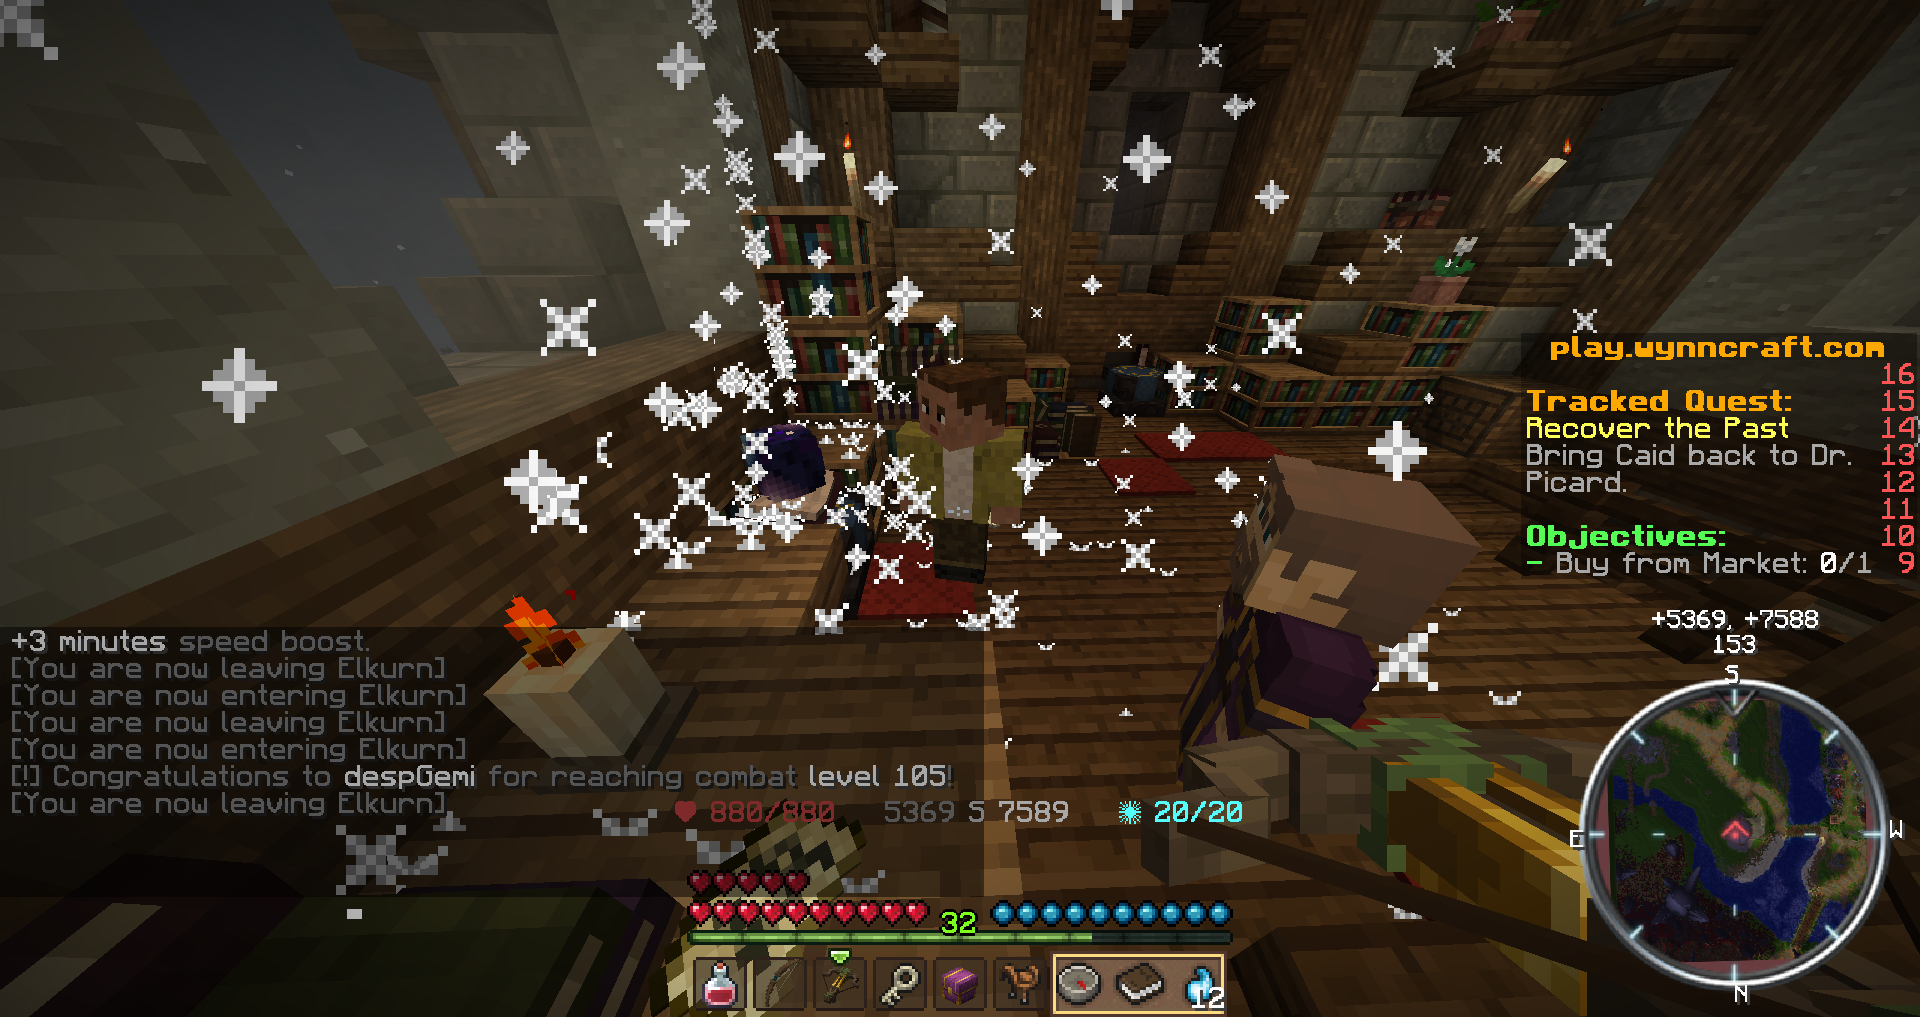 play.wynncraft.com
16
Tracked Quest: 15
Recover the Past 14
Bring Caid back to Dr. 13
Picard. 12
11
Objectives: 10
- Buy from Market: 0/1 9
+5369, +7588
153
S
E
W
N
+3 minutes speed boost.
[You are now leaving Elkurn]
[You are now entering Elkurn]
[You are now leaving Elkurn]
[You are now entering Elkurn]
[!] Congratulations to despGemi for reaching combat level 105!
[You are now leaving Elkurn]
880/880 5369 S 7589 20/20
32
12